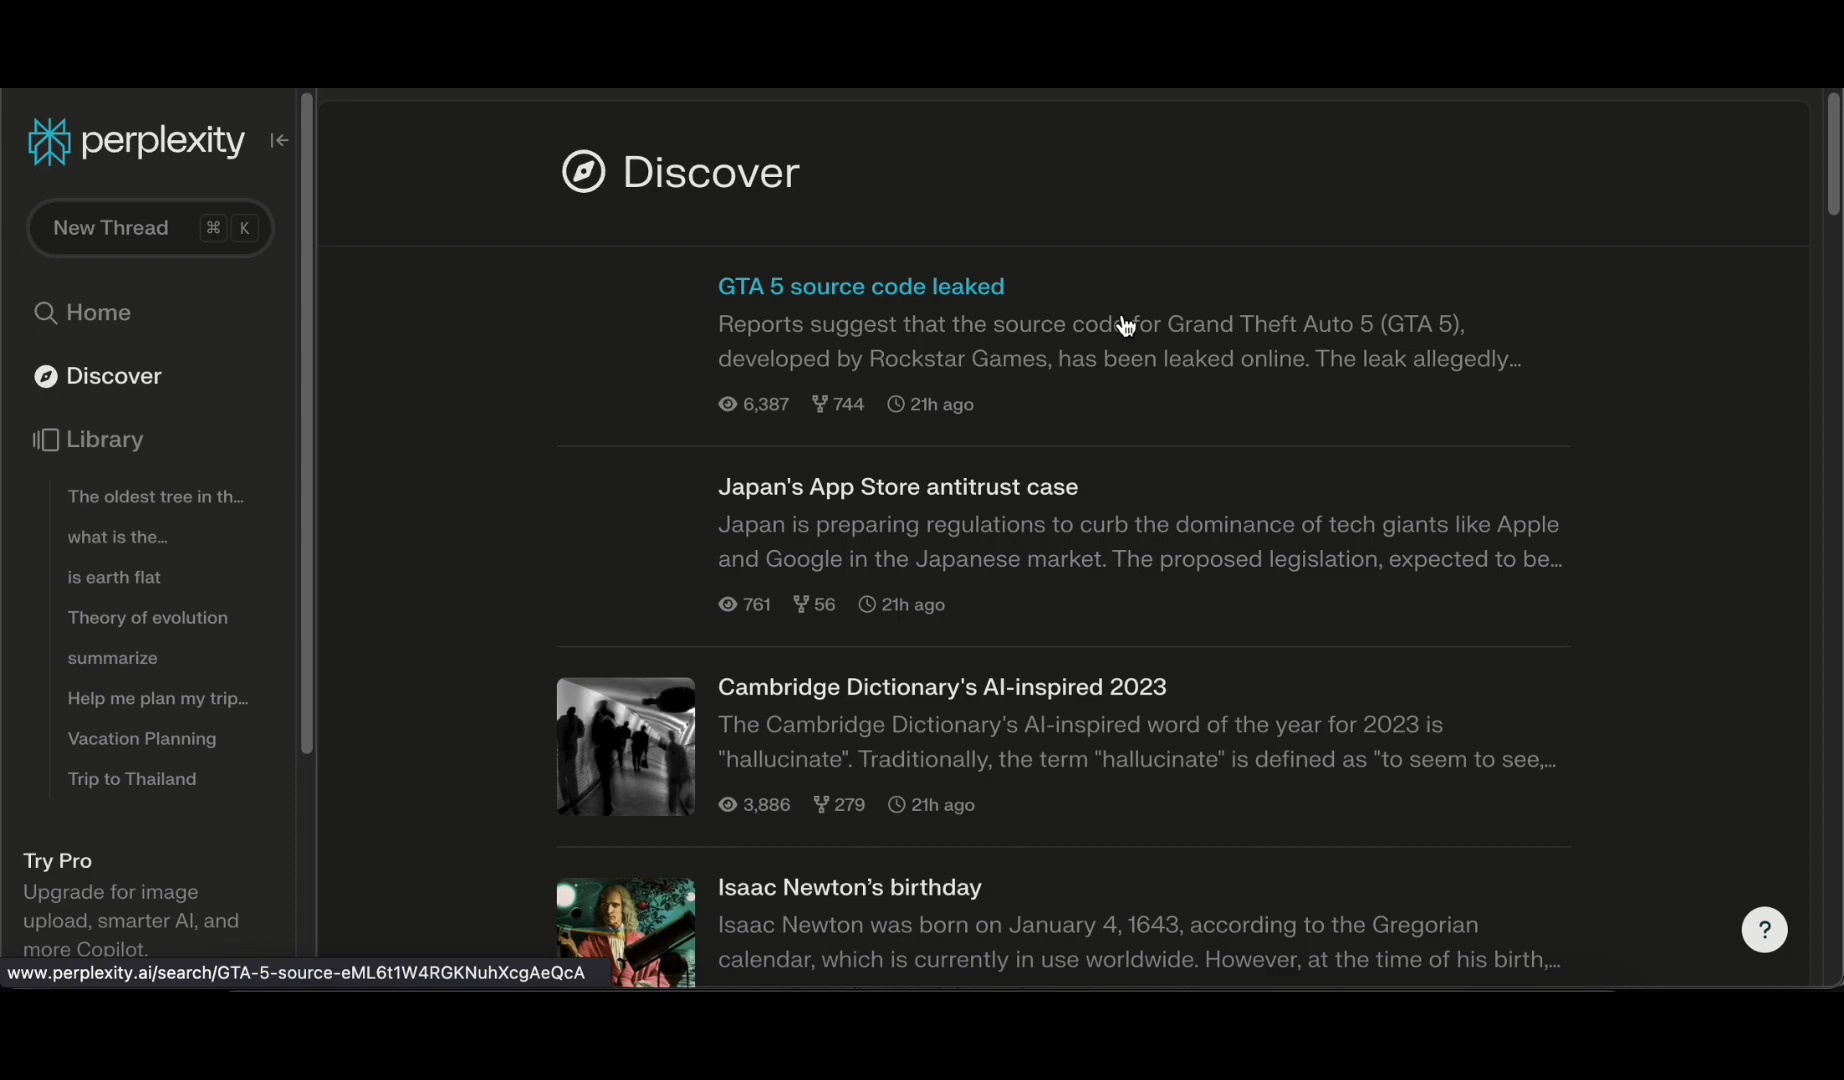 perplexity
New Thread ⌘ K
Home
Discover
Library
The oldest tree in th...
what is the...
is earth flat
Theory of evolution
summarize
Help me plan my trip...
Vacation Planning
Trip to Thailand
Try Pro
Upgrade for image
upload, smarter AI, and
more Copilot.
www.perplexity.ai/search/GTA-5-source-eML6t1W4RGKNuhXcgAeQcA
Discover
GTA 5 source code leaked
Reports suggest that the source code for Grand Theft Auto 5 (GTA 5),
developed by Rockstar Games, has been leaked online. The leak allegedly...
6,387 744 21h ago
Japan's App Store antitrust case
Japan is preparing regulations to curb the dominance of tech giants like Apple
and Google in the Japanese market. The proposed legislation, expected to be...
761 56 21h ago
Cambridge Dictionary's AI-inspired 2023
The Cambridge Dictionary's AI-inspired word of the year for 2023 is
"hallucinate". Traditionally, the term "hallucinate" is defined as "to seem to see,...
3,886 279 21h ago
Isaac Newton’s birthday
Isaac Newton was born on January 4, 1643, according to the Gregorian
calendar, which is currently in use worldwide. However, at the time of his birth,...
?